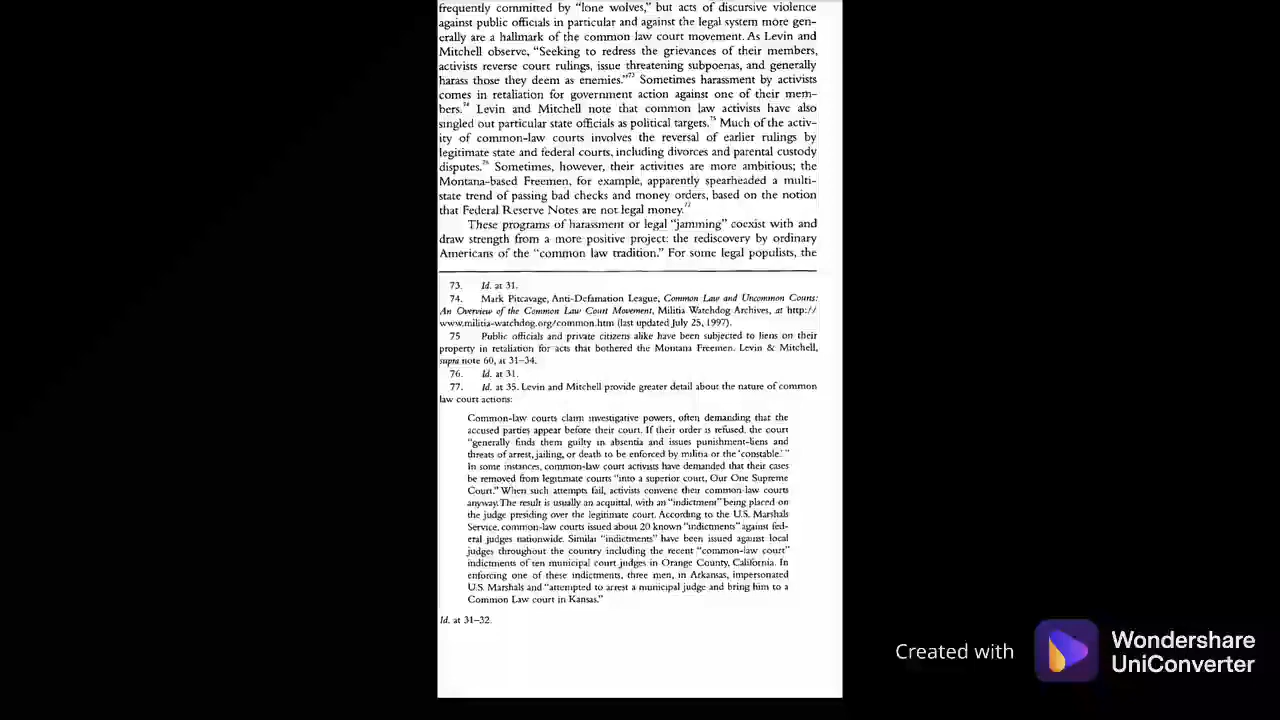 frequently committed by "lone wolves," but acts of discursive violence
against public officials in particular and against the legal system more gen-
erally are a hallmark of the common law court movement. As Levin and
Mitchell observe, "Seeking to redress the grievances of their members,
activists reverse court rulings, issue threatening subpoenas, and generally
harass those they deem as enemies."73 Sometimes harassment by activists
comes in retaliation for government action against one of their mem-
bers.74 Levin and Mitchell note that common law activists have also
singled out particular state officials as political targets.75 Much of the activ-
ity of common-law courts involves the reversal of earlier rulings by
legitimate state and federal courts, including divorces and parental custody
disputes.76 Sometimes, however, their activities are more ambitious; the
Montana-based Freemen, for example, apparently spearheaded a multi-
state trend of passing bad checks and money orders, based on the notion
that Federal Reserve Notes are not legal money.77
These programs of harassment or legal "jamming" coexist with and
draw strength from a more positive project: the rediscovery by ordinary
Americans of the "common law tradition." For some legal populists, the
73. Id. at 31.
74. Mark Pitcavage, Anti-Defamation League, Common Law and Uncommon Courts:
An Overview of the Common Law Court Movement, Militia Watchdog Archives, at http://
www.militia-watchdog.org/common.htm (last updated July 25, 1997).
75 Public officials and private citizens alike have been subjected to liens on their
property in retaliation for acts that bothered the Montana Freemen. Levin & Mitchell,
supra note 60, at 31–34.
76. Id. at 31.
77. Id. at 35. Levin and Mitchell provide greater detail about the nature of common
law court actions:
Common-law courts claim investigative powers, often demanding that the
accused parties appear before their court. If their order is refused, the court
"generally finds them guilty in absentia and issues punishment-liens and
threats of arrest, jailing, or death to be enforced by militia or the 'constable.'"
In some instances, common-law court activists have demanded that their cases
be removed from legitimate courts "into a superior court, Our One Supreme
Court." When such attempts fail, activists convene their common-law courts
anyway. The result is usually an acquittal, with an "indictment" being placed on
the judge presiding over the legitimate court. According to the U.S. Marshals
Service, common-law courts issued about 20 known "indictments" against fed-
eral judges nationwide. Similar "indictments" have been issued against local
judges throughout the country including the recent "common-law court"
indictments of ten municipal court judges in Orange County, California. In
enforcing one of these indictments, three men, in Arkansas, impersonated
U.S. Marshals and "attempted to arrest a municipal judge and bring him to a
Common Law court in Kansas."
Id. at 31–32.
Created with
Wondershare
UniConverter